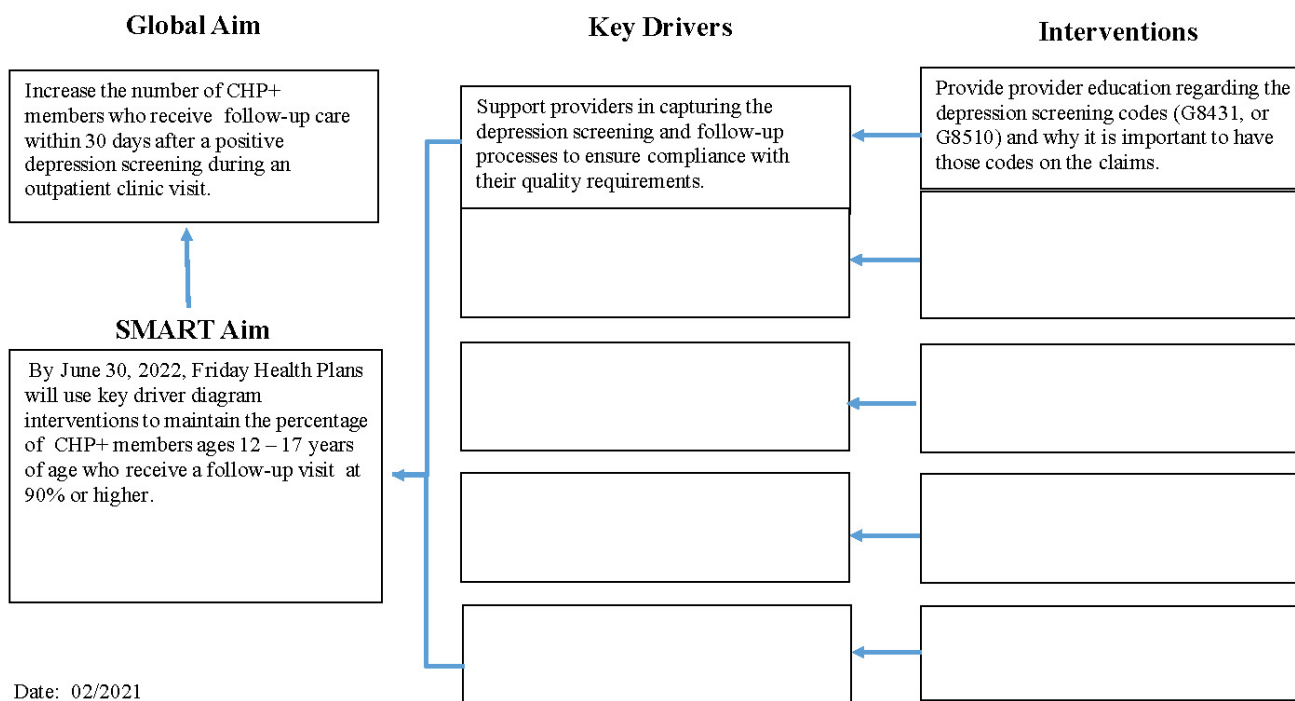 Global Aim
Increase the number of CHP+
members who receive follow-up care
within 30 days after a positive
depression screening during an
outpatient clinic visit.
SMART Aim
By June 30, 2022, Friday Health Plans
will use key driver diagram
interventions to maintain the percentage
of CHP+ members ages 12 – 17 years
of age who receive a follow-up visit at
90% or higher.
Date: 02/2021
Key Drivers
Support providers in capturing the
depression screening and follow-up
processes to ensure compliance with
their quality requirements.
Interventions
Provide provider education regarding the
depression screening codes (G8431, or
G8510) and why it is important to have
those codes on the claims.